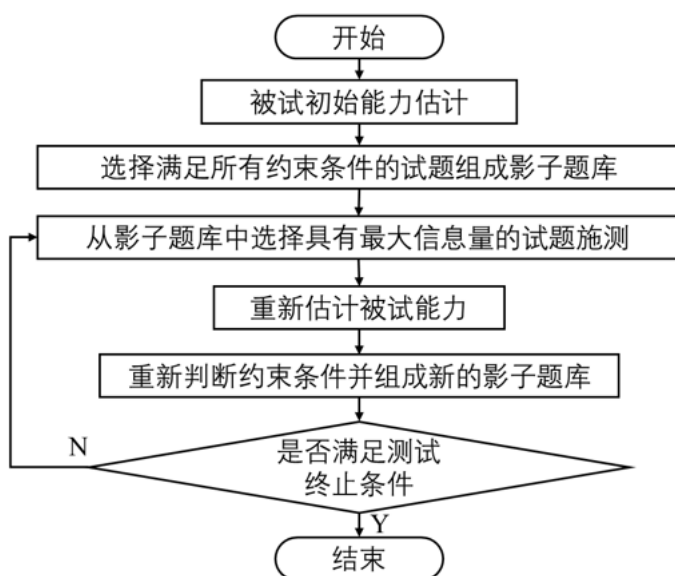 开始
被试初始能力估计
选择满足所有约束条件的试题组成影子题库
从影子题库中选择具有最大信息量的试题施测
重新估计被试能力
重新判断约束条件并组成新的影子题库
N
是否满足测试
终止条件
Y
结束